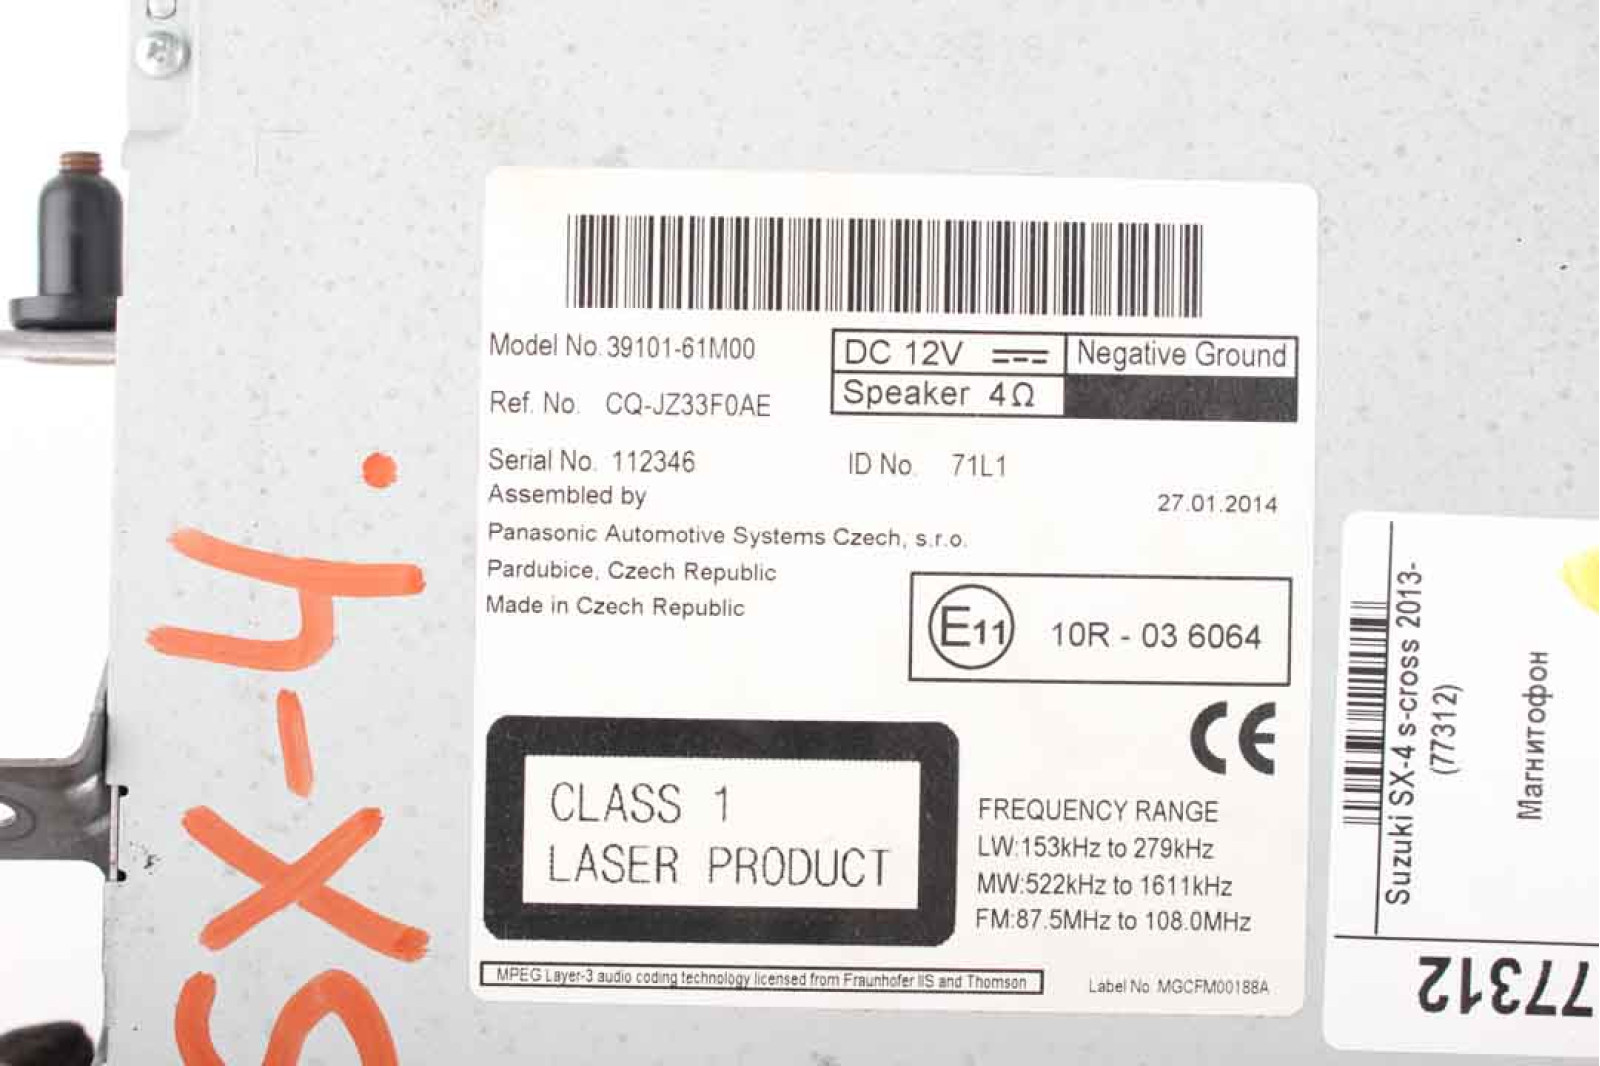 Model No. 39101-61M00
DC 12V
Negative Ground
Speaker 4Ω
Ref. No. CQ-JZ33F0AE
Serial No. 112346
ID No. 71L1
Assembled by
27.01.2014
Panasonic Automotive Systems Czech, s.r.o.
Pardubice, Czech Republic
Made in Czech Republic
E11
10R - 03 6064
CE
CLASS 1
LASER PRODUCT
FREQUENCY RANGE
LW:153kHz to 279kHz
MW:522kHz to 1611kHz
FM:87.5MHz to 108.0MHz
MPEG Layer-3 audio coding technology licensed from Fraunhofer IIS and Thomson
Label No. MGCFM00188A
SX-4.
Suzuki SX-4 s-cross 2013-
(77312)
Магнитофон
77312